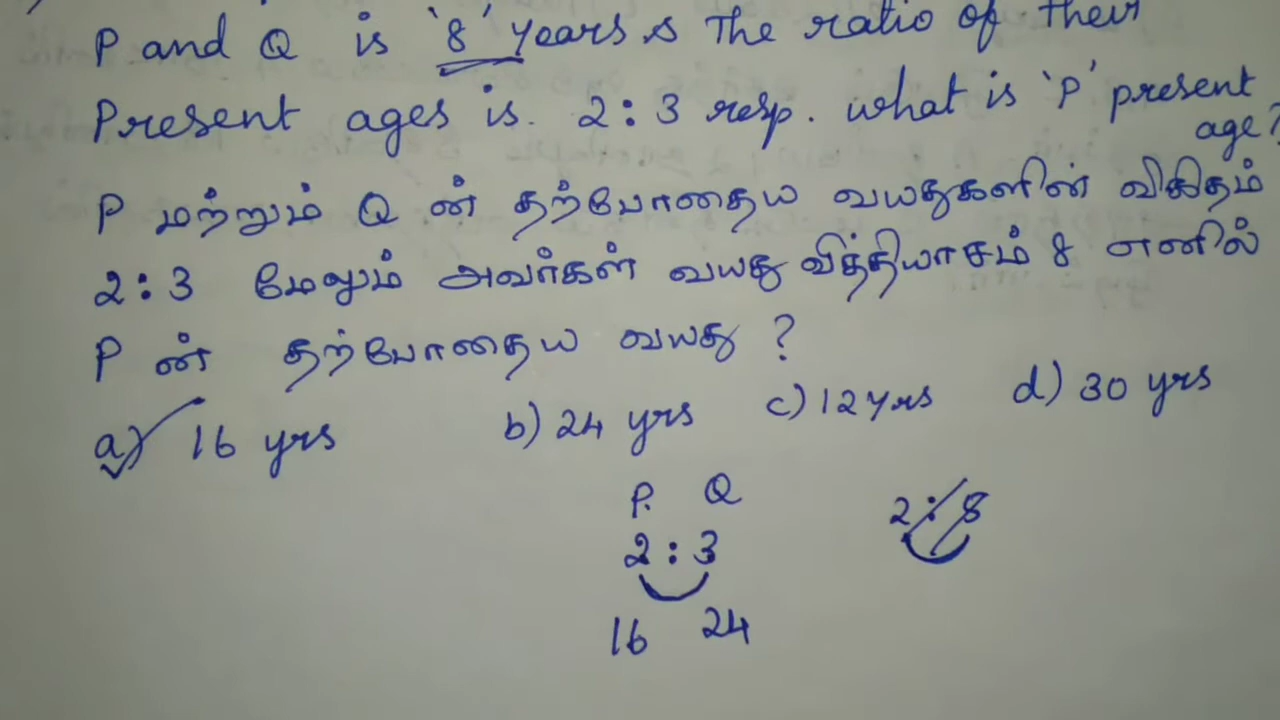 P and Q is '8' years & The ratio of their
Present ages is. 2:3 resp. what is 'P' present
age?
P மற்றும் Q ன் தற்போதைய வயதுகளின் விகிதம்
2:3 மேலும் அவர்கள் வயது வித்தியாசம் 8 எனில்
P ன் தற்போதைய வயது ?
a) 16 yrs b) 24 yrs c) 12 yrs d) 30 yrs
P. Q
2 : 3 2 : 8
16 24